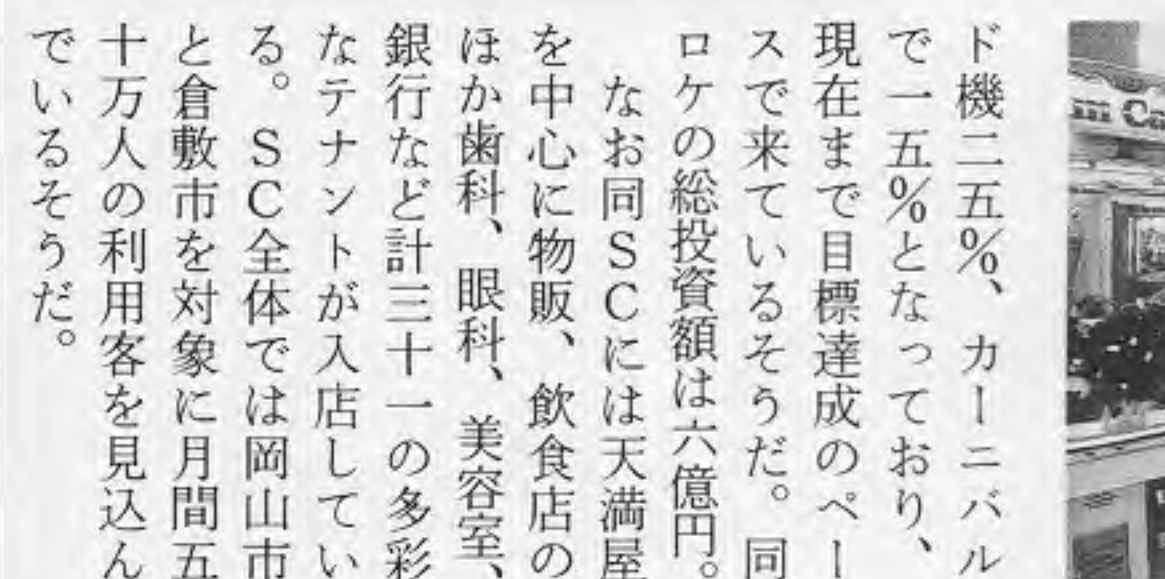 ド機二五％、カーニバル
で一五％となっており、
現在まで目標達成のペー
スで来ているそうだ。同
ロケの総投資額は六億円。
なお同SCには天満屋
を中心に物販、飲食店の
ほか歯科、眼科、美容室、
銀行など計三十一の多彩
なテナントが入店してい
る。SC全体では岡山市
と倉敷市を対象に月間五
十万人の利用客を見込ん
でいるそうだ。